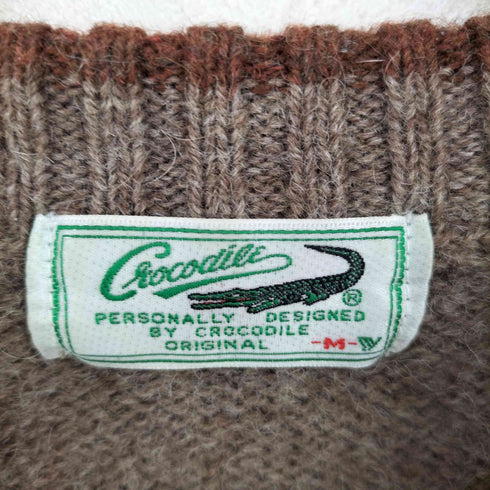 Crocodile
®
PERSONALLY DESIGNED
BY CROCODILE
ORIGINAL -M-